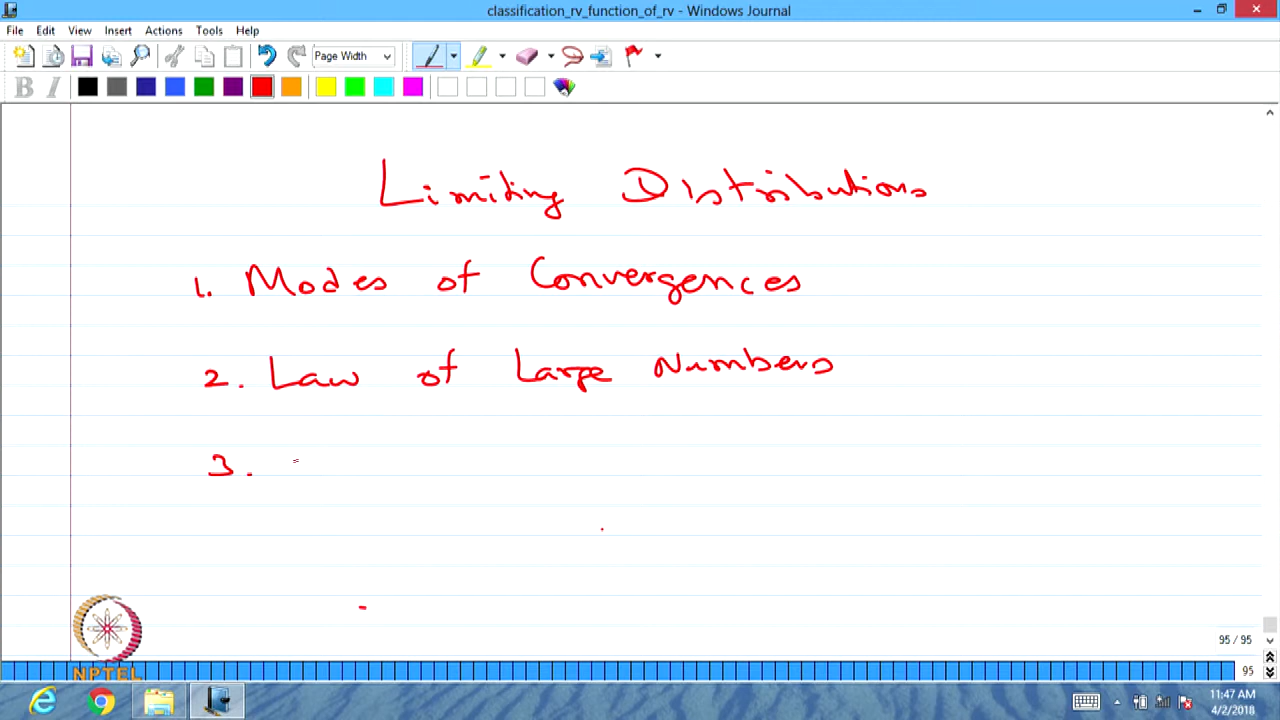 classification_rv_function_of_rv - Windows Journal
File Edit View Insert Actions Tools Help
Page Width
B I
Limiting Distributions
1. Modes of Convergences
2. Law of Large Numbers
3.
95 / 95
NPTEL
95
11:47 AM
4/2/2018